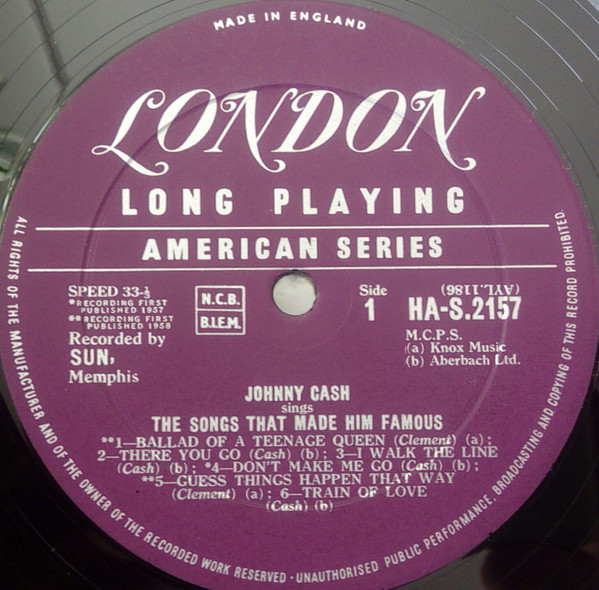 MADE IN ENGLAND
LONDON
LONG PLAYING
AMERICAN SERIES
SPEED 33-⅓
*RECORDING FIRST
PUBLISHED 1957
**RECORDING FIRST
PUBLISHED 1958
Recorded by
SUN,
Memphis
N.C.B.
B.I.E.M.
Side
1
(AYL.1186)
HA-S.2157
M.C.P.S.
(a) Knox Music
(b) Aberbach Ltd.
JOHNNY CASH
sings
THE SONGS THAT MADE HIM FAMOUS
**1—BALLAD OF A TEENAGE QUEEN (Clement) (a) ;
2—THERE YOU GO (Cash) (b) ; 3—I WALK THE LINE
(Cash) (b) ; *4—DON'T MAKE ME GO (Cash) (b) ;
**5—GUESS THINGS HAPPEN THAT WAY
(Clement) (a) ; 6—TRAIN OF LOVE
(Cash) (b)
ALL RIGHTS OF THE MANUFACTURER AND OF THE OWNER OF THE RECORDED WORK RESERVED · UNAUTHORISED PUBLIC PERFORMANCE, BROADCASTING AND COPYING OF THIS RECORD PROHIBITED.